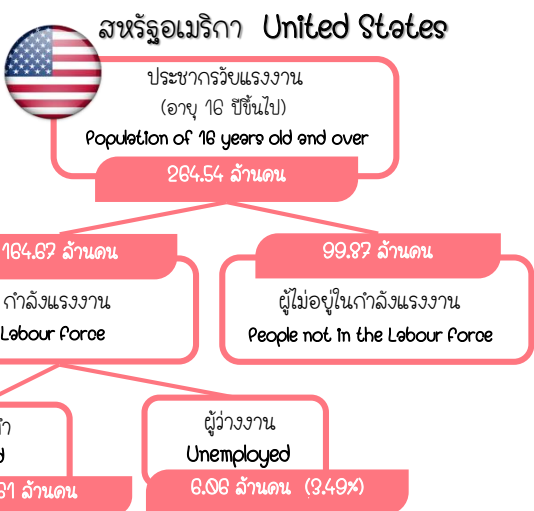 สหรัฐอเมริกา United States
ประชากรวัยแรงงาน
(อายุ 16 ปีขึ้นไป)
Population of 16 years old and over
264.54 ล้านคน
164.67 ล้านคน
99.87 ล้านคน
กำลังแรงงาน
Labour Force
ผู้ไม่อยู่ในกำลังแรงงาน
People not in the Labour Force
ผู้ว่างงาน
Unemployed
ล้านคน
6.06 ล้านคน (3.49%)